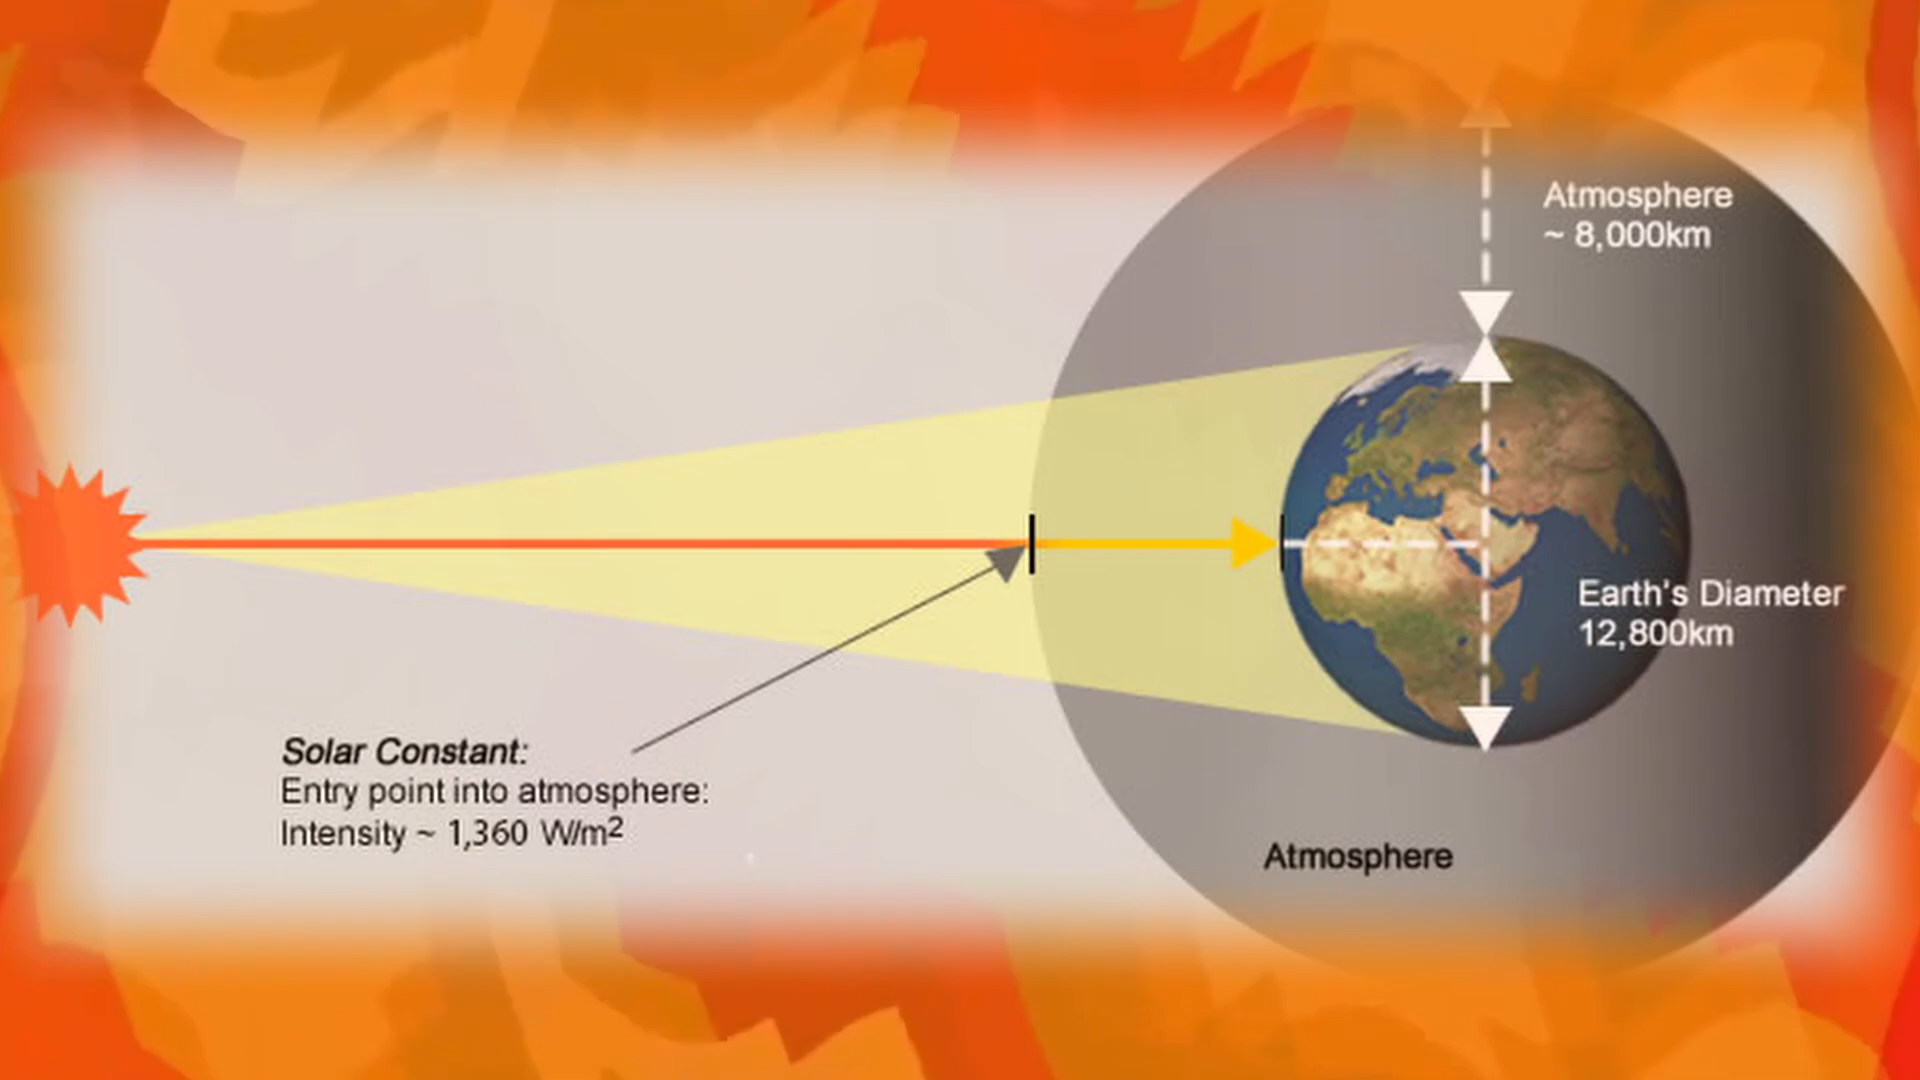 Atmosphere
~ 8,000km
Earth's Diameter
12,800km
Solar Constant:
Entry point into atmosphere:
Intensity ~ 1,360 W/m²
Atmosphere